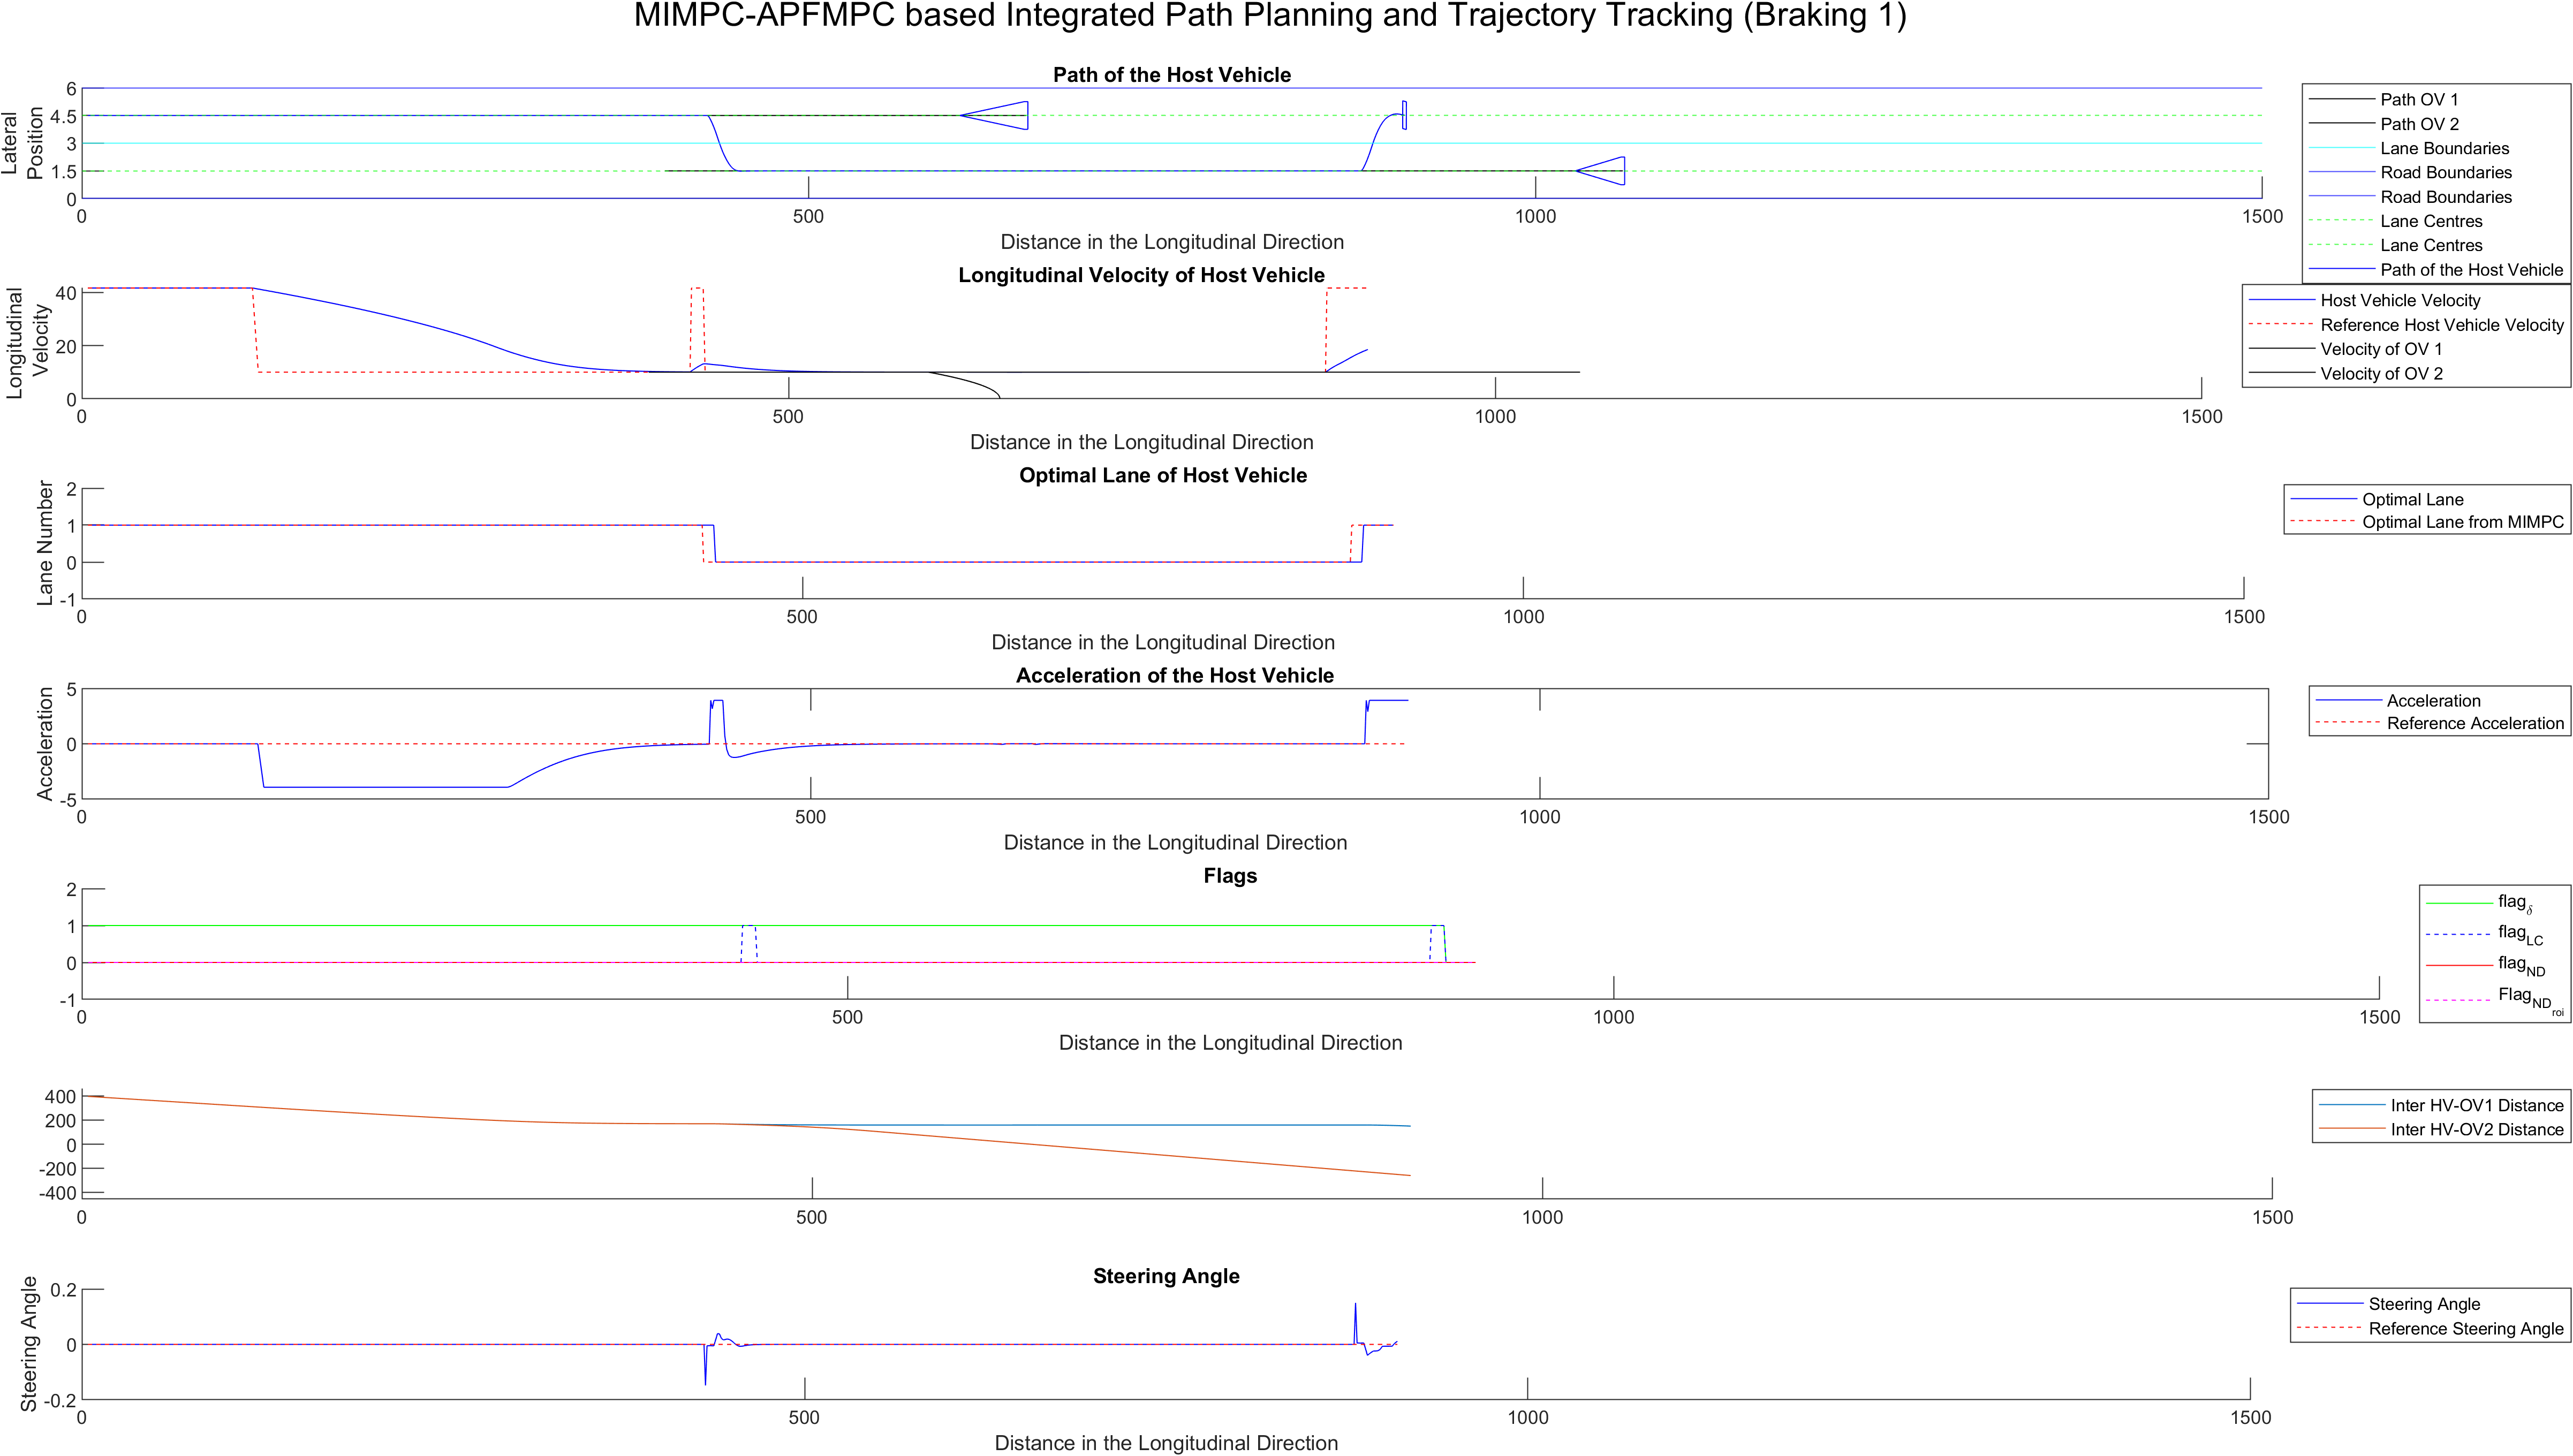 MIMPC-APFMPC based Integrated Path Planning and Trajectory Tracking (Braking 1)
Path of the Host Vehicle
Lateral
Position
6
4.5
3
1.5
0
0
500
1000
1500
Distance in the Longitudinal Direction
Path OV 1
Path OV 2
Lane Boundaries
Road Boundaries
Road Boundaries
Lane Centres
Lane Centres
Path of the Host Vehicle
Longitudinal Velocity of Host Vehicle
Longitudinal
Velocity
40
20
0
0
500
1000
1500
Distance in the Longitudinal Direction
Host Vehicle Velocity
Reference Host Vehicle Velocity
Velocity of OV 1
Velocity of OV 2
Optimal Lane of Host Vehicle
Lane Number
2
1
0
-1
0
500
1000
1500
Distance in the Longitudinal Direction
Optimal Lane
Optimal Lane from MIMPC
Acceleration of the Host Vehicle
Acceleration
5
0
-5
0
500
1000
1500
Distance in the Longitudinal Direction
Acceleration
Reference Acceleration
Flags
2
1
0
-1
0
500
1000
1500
Distance in the Longitudinal Direction
flag δ
flag LC
flag ND
Flag ND roi
400
200
0
-200
-400
0
500
1000
1500
Inter HV-OV1 Distance
Inter HV-OV2 Distance
Steering Angle
Steering Angle
0.2
0
-0.2
0
500
1000
1500
Distance in the Longitudinal Direction
Steering Angle
Reference Steering Angle